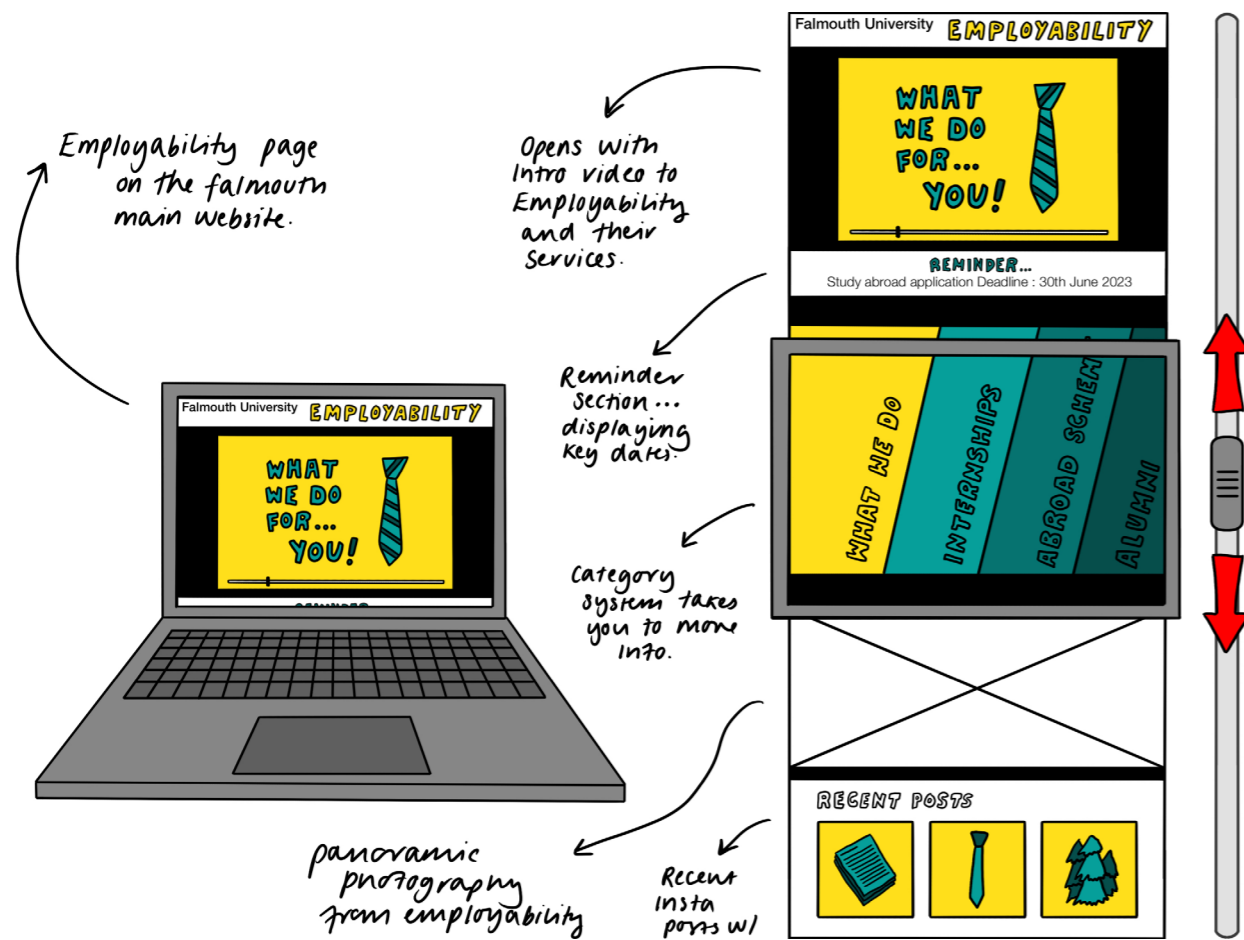 Employability page
on the falmouth
main website.
Falmouth University EMPLOYABILITY
WHAT
WE DO
FOR...
YOU!
Opens with
Intro video to
Employability
and their
services.
Reminder
section...
displaying
key dates.
Category
system takes
you to more
Info.
panoramic
photography
from employability
Recent
insta
posts w/
Falmouth University EMPLOYABILITY
WHAT
WE DO
FOR...
YOU!
REMINDER...
Study abroad application Deadline : 30th June 2023
WHAT WE DO
INTERNSHIPS
ABROAD SCHEM
ALUMNI
RECENT POSTS